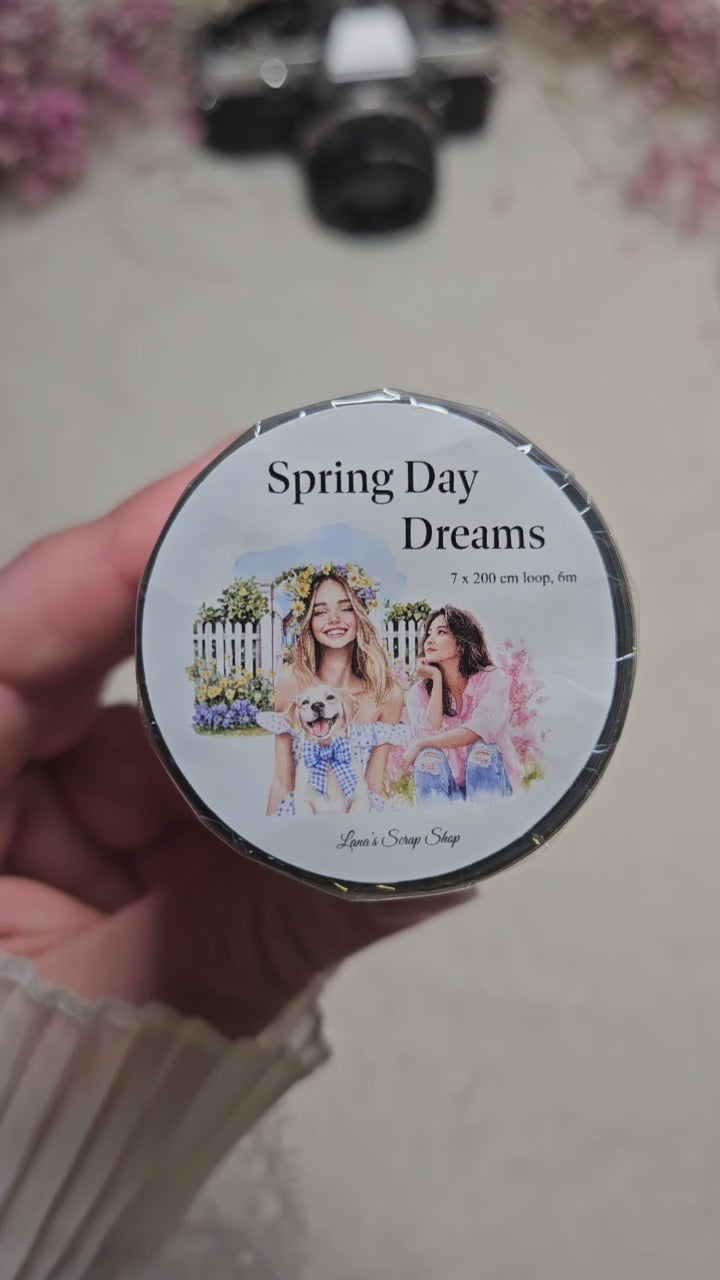 Spring Day
Dreams
7 x 200 cm loop, 6m
Lana's Scrap Shop